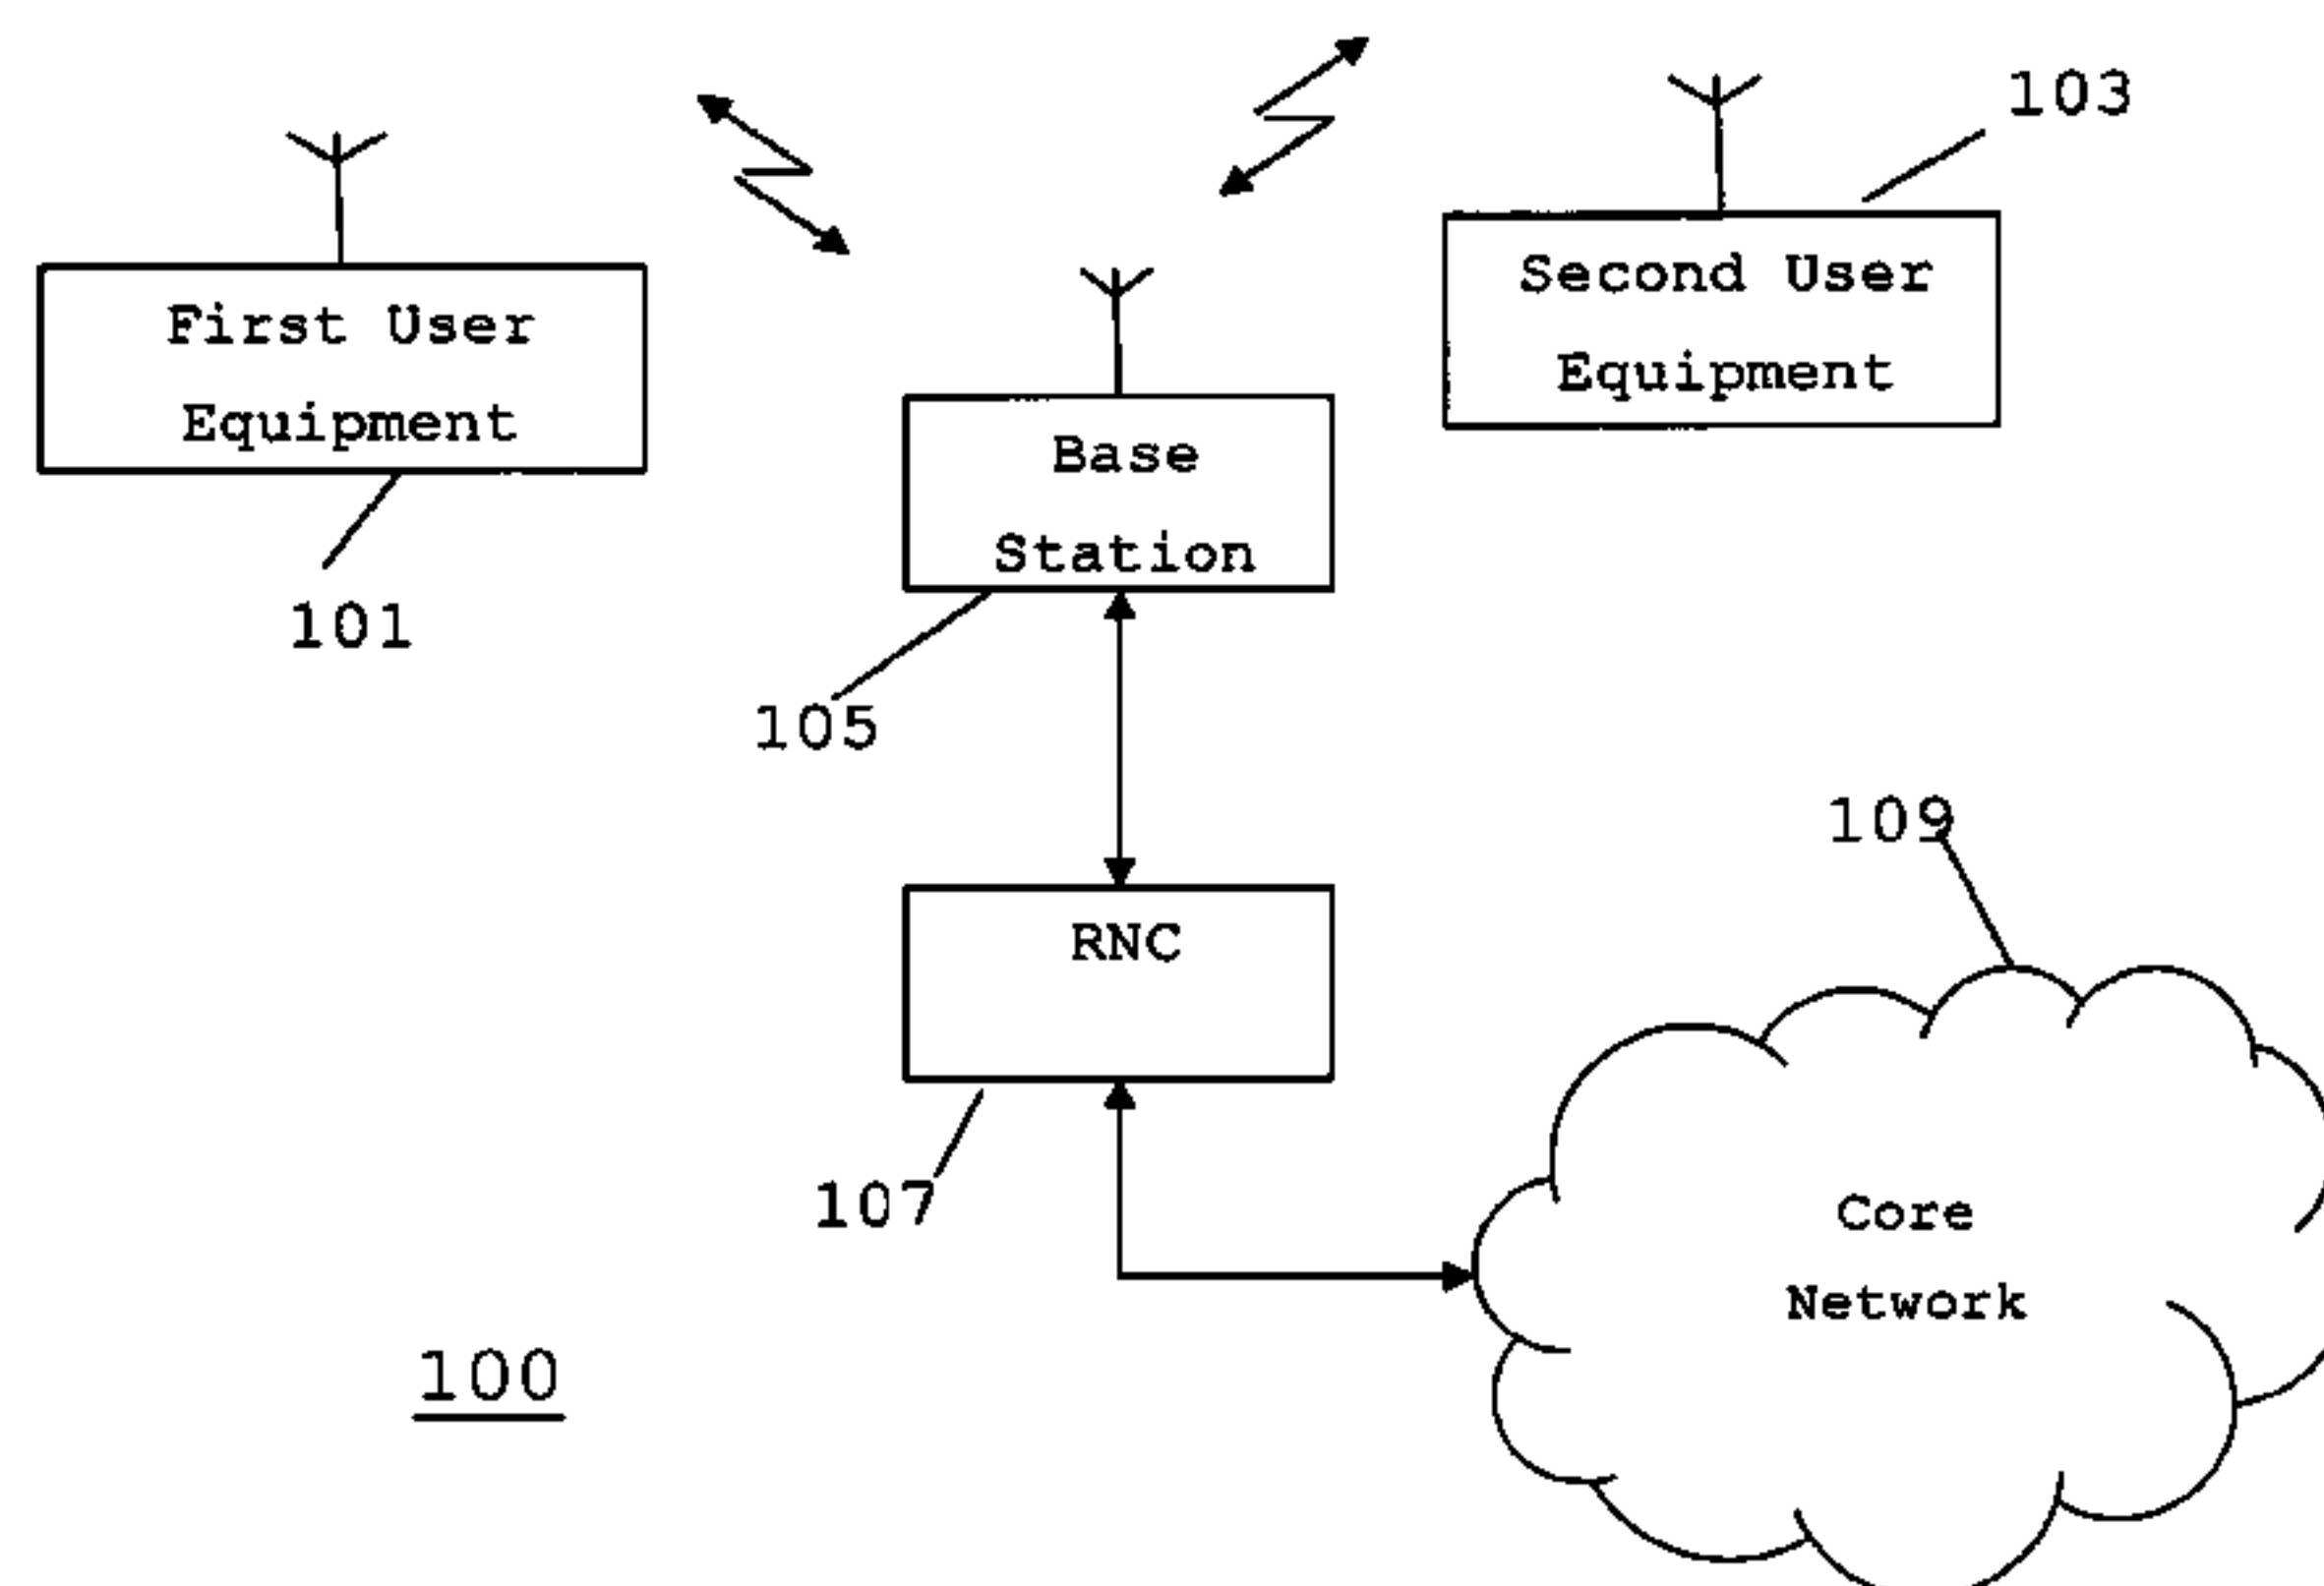 103
First User
Equipment
Second User
Equipment
Base
Station
101
105
109
RNC
107
Core
Network
100